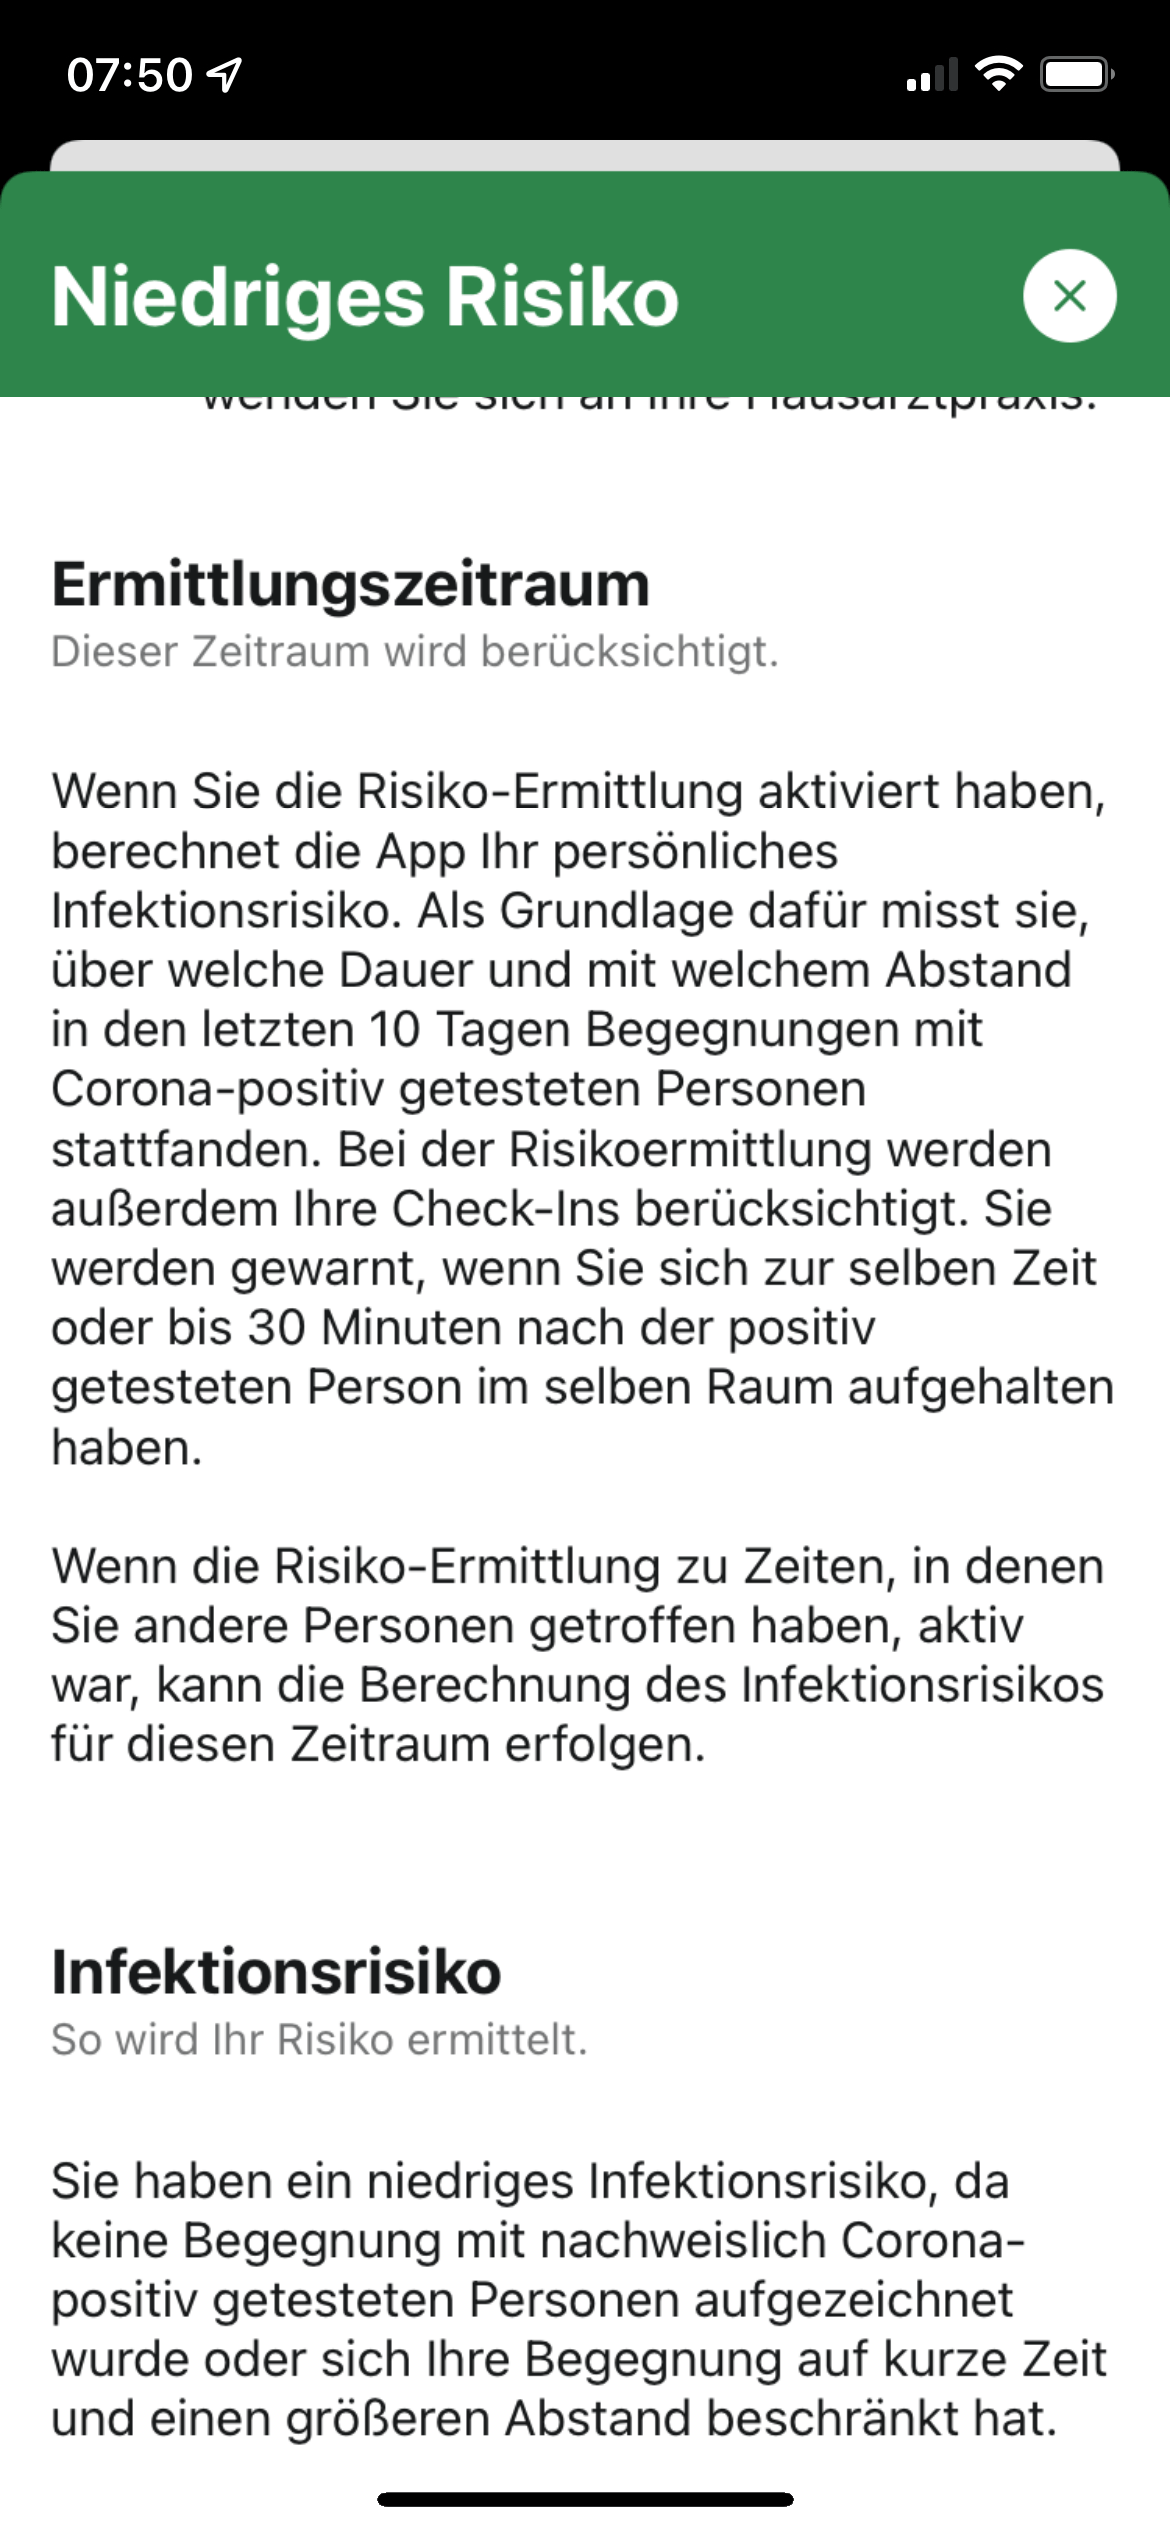 07:50
Niedriges Risiko
wenden Sie sich an Ihre Hausarztpraxis.
Ermittlungszeitraum
Dieser Zeitraum wird berücksichtigt.
Wenn Sie die Risiko-Ermittlung aktiviert haben,
berechnet die App Ihr persönliches
Infektionsrisiko. Als Grundlage dafür misst sie,
über welche Dauer und mit welchem Abstand
in den letzten 10 Tagen Begegnungen mit
Corona-positiv getesteten Personen
stattfanden. Bei der Risikoermittlung werden
außerdem Ihre Check-Ins berücksichtigt. Sie
werden gewarnt, wenn Sie sich zur selben Zeit
oder bis 30 Minuten nach der positiv
getesteten Person im selben Raum aufgehalten
haben.
Wenn die Risiko-Ermittlung zu Zeiten, in denen
Sie andere Personen getroffen haben, aktiv
war, kann die Berechnung des Infektionsrisikos
für diesen Zeitraum erfolgen.
Infektionsrisiko
So wird Ihr Risiko ermittelt.
Sie haben ein niedriges Infektionsrisiko, da
keine Begegnung mit nachweislich Corona-
positiv getesteten Personen aufgezeichnet
wurde oder sich Ihre Begegnung auf kurze Zeit
und einen größeren Abstand beschränkt hat.